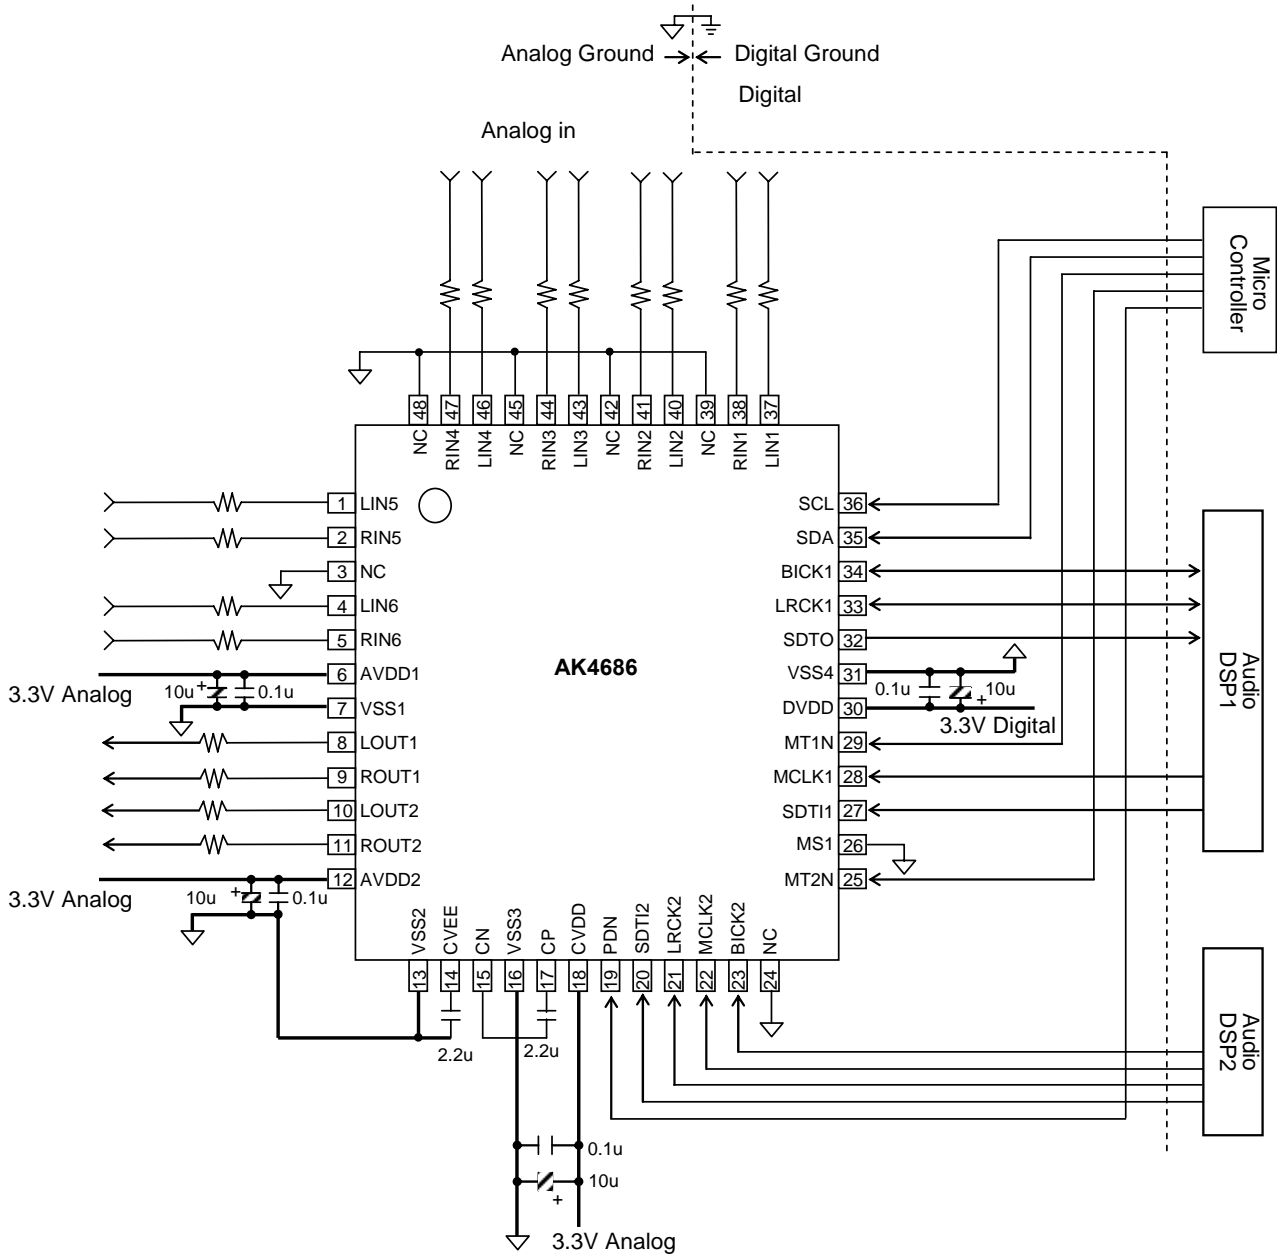 Analog Ground
Digital Ground
Digital
Analog in
Micro
Controller
48
47
46
45
44
43
42
41
40
39
38
37
NC
RIN4
LIN4
NC
RIN3
LIN3
NC
RIN2
LIN2
NC
RIN1
LIN1
1 LIN5
2 RIN5
3 NC
4 LIN6
5 RIN6
6 AVDD1
3.3V Analog
10u
+
0.1u
7 VSS1
8 LOUT1
9 ROUT1
10 LOUT2
11 ROUT2
12 AVDD2
3.3V Analog
10u
+
0.1u
AK4686
SCL 36
SDA 35
BICK1 34
LRCK1 33
SDTO 32
VSS4 31
0.1u
10u
+
DVDD 30
3.3V Digital
MT1N 29
MCLK1 28
SDTI1 27
MS1 26
MT2N 25
Audio
DSP1
VSS2
CVEE
CN
VSS3
CP
CVDD
PDN
SDTI2
LRCK2
MCLK2
BICK2
NC
13
14
15
16
17
18
19
20
21
22
23
24
2.2u
2.2u
Audio
DSP2
0.1u
10u
+
3.3V Analog